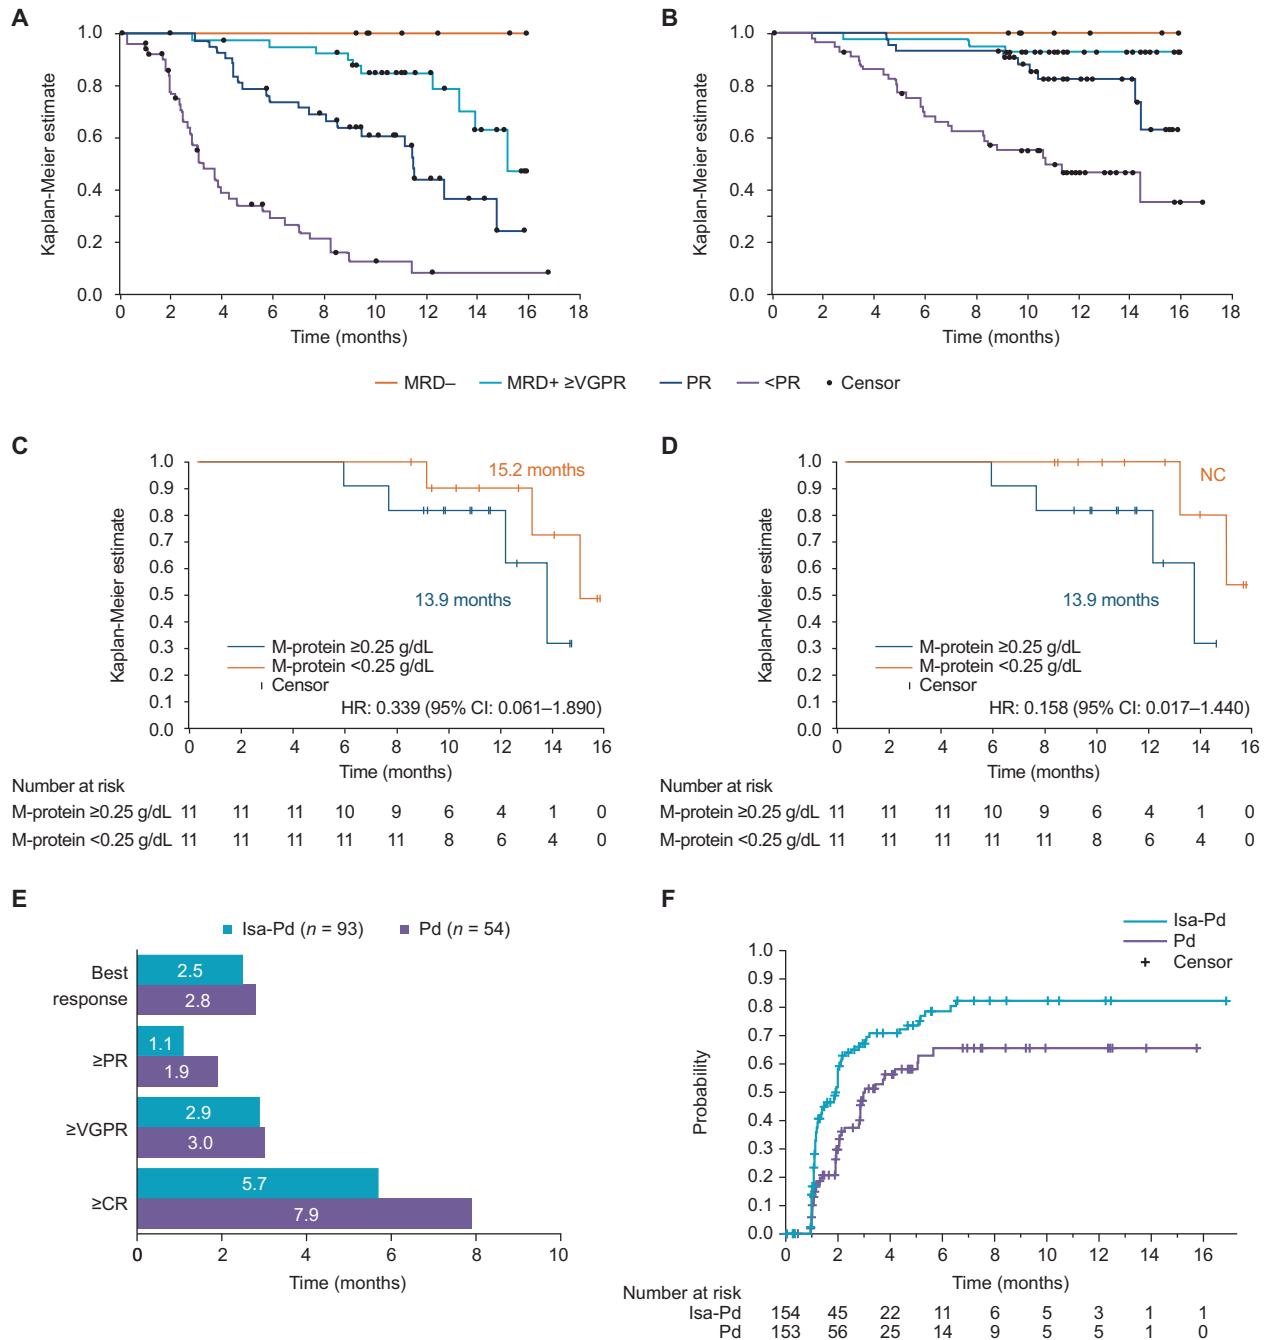 A
Kaplan-Meier estimate
1.0
0.8
0.6
0.4
0.2
0.0
0 2 4 6 8 10 12 14 16 18
Time (months)
B
Kaplan-Meier estimate
1.0
0.8
0.6
0.4
0.2
0.0
0 2 4 6 8 10 12 14 16 18
Time (months)
MRD– MRD+ ≥VGPR PR <PR Censor
C
Kaplan-Meier estimate
1.0
0.9
0.8
0.7
0.6
0.5
0.4
0.3
0.2
0.1
0.0
15.2 months
13.9 months
M-protein ≥0.25 g/dL
M-protein <0.25 g/dL
Censor
HR: 0.339 (95% CI: 0.061–1.890)
0 2 4 6 8 10 12 14 16
Time (months)
Number at risk
M-protein ≥0.25 g/dL 11 11 11 10 9 6 4 1 0
M-protein <0.25 g/dL 11 11 11 11 11 8 6 4 0
D
Kaplan-Meier estimate
1.0
0.9
0.8
0.7
0.6
0.5
0.4
0.3
0.2
0.1
0.0
NC
13.9 months
M-protein ≥0.25 g/dL
M-protein <0.25 g/dL
Censor
HR: 0.158 (95% CI: 0.017–1.440)
0 2 4 6 8 10 12 14 16
Time (months)
Number at risk
M-protein ≥0.25 g/dL 11 11 11 10 9 6 4 1 0
M-protein <0.25 g/dL 11 11 11 11 11 8 6 4 0
E
Isa-Pd (n = 93) Pd (n = 54)
Best
response
2.5
2.8
≥PR
1.1
1.9
≥VGPR
2.9
3.0
≥CR
5.7
7.9
0 2 4 6 8 10
Time (months)
F
Isa-Pd
Pd
Censor
Probability
1.0
0.9
0.8
0.7
0.6
0.5
0.4
0.3
0.2
0.1
0.0
0 2 4 6 8 10 12 14 16
Time (months)
Number at risk
Isa-Pd 154 45 22 11 6 5 3 1 1
Pd 153 56 25 14 9 5 5 1 0